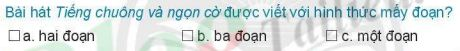 Bài hát Tiếng chuông và ngọn cờ được viết với hình thức mấy đoạn?
□ a. hai đoạn □ b. ba đoạn □ c. một đoạn